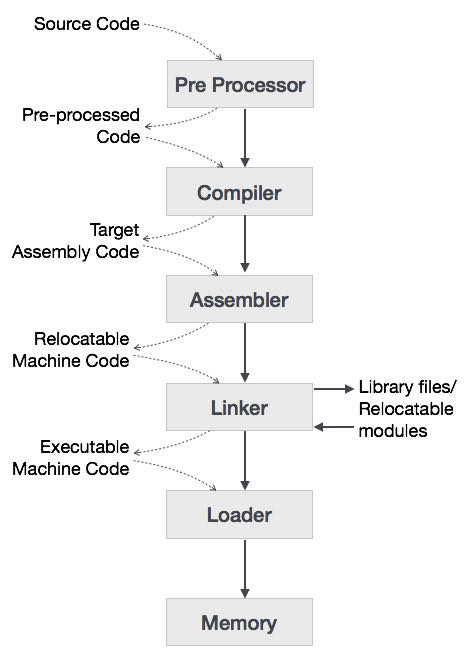 Source Code
Pre Processor
Pre-processed
Code
Compiler
Target
Assembly Code
Assembler
Relocatable
Machine Code
Linker
Library files/
Relocatable
modules
Executable
Machine Code
Loader
Memory